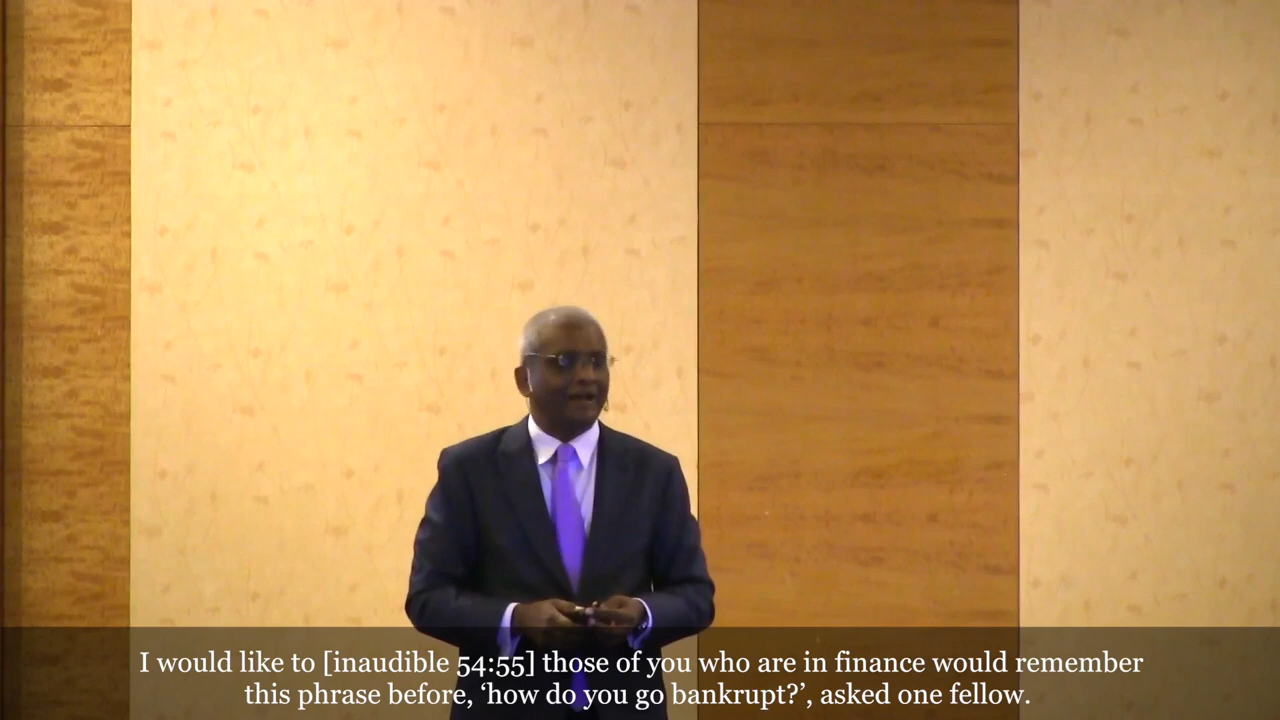 I would like to [inaudible 54:55] those of you who are in finance would remember
this phrase before, ‘how do you go bankrupt?’, asked one fellow.